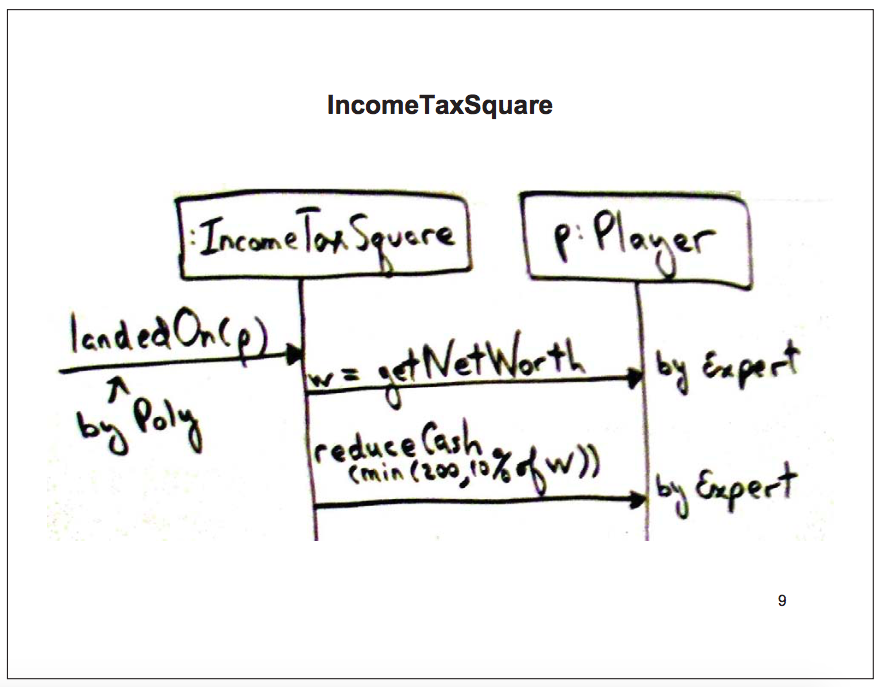 IncomeTaxSquare
:IncomeTaxSquare
p:Player
landedOn(p)
by Poly
w = getNetWorth
by Expert
reduceCash
(min(200,10% of w))
by Expert
9